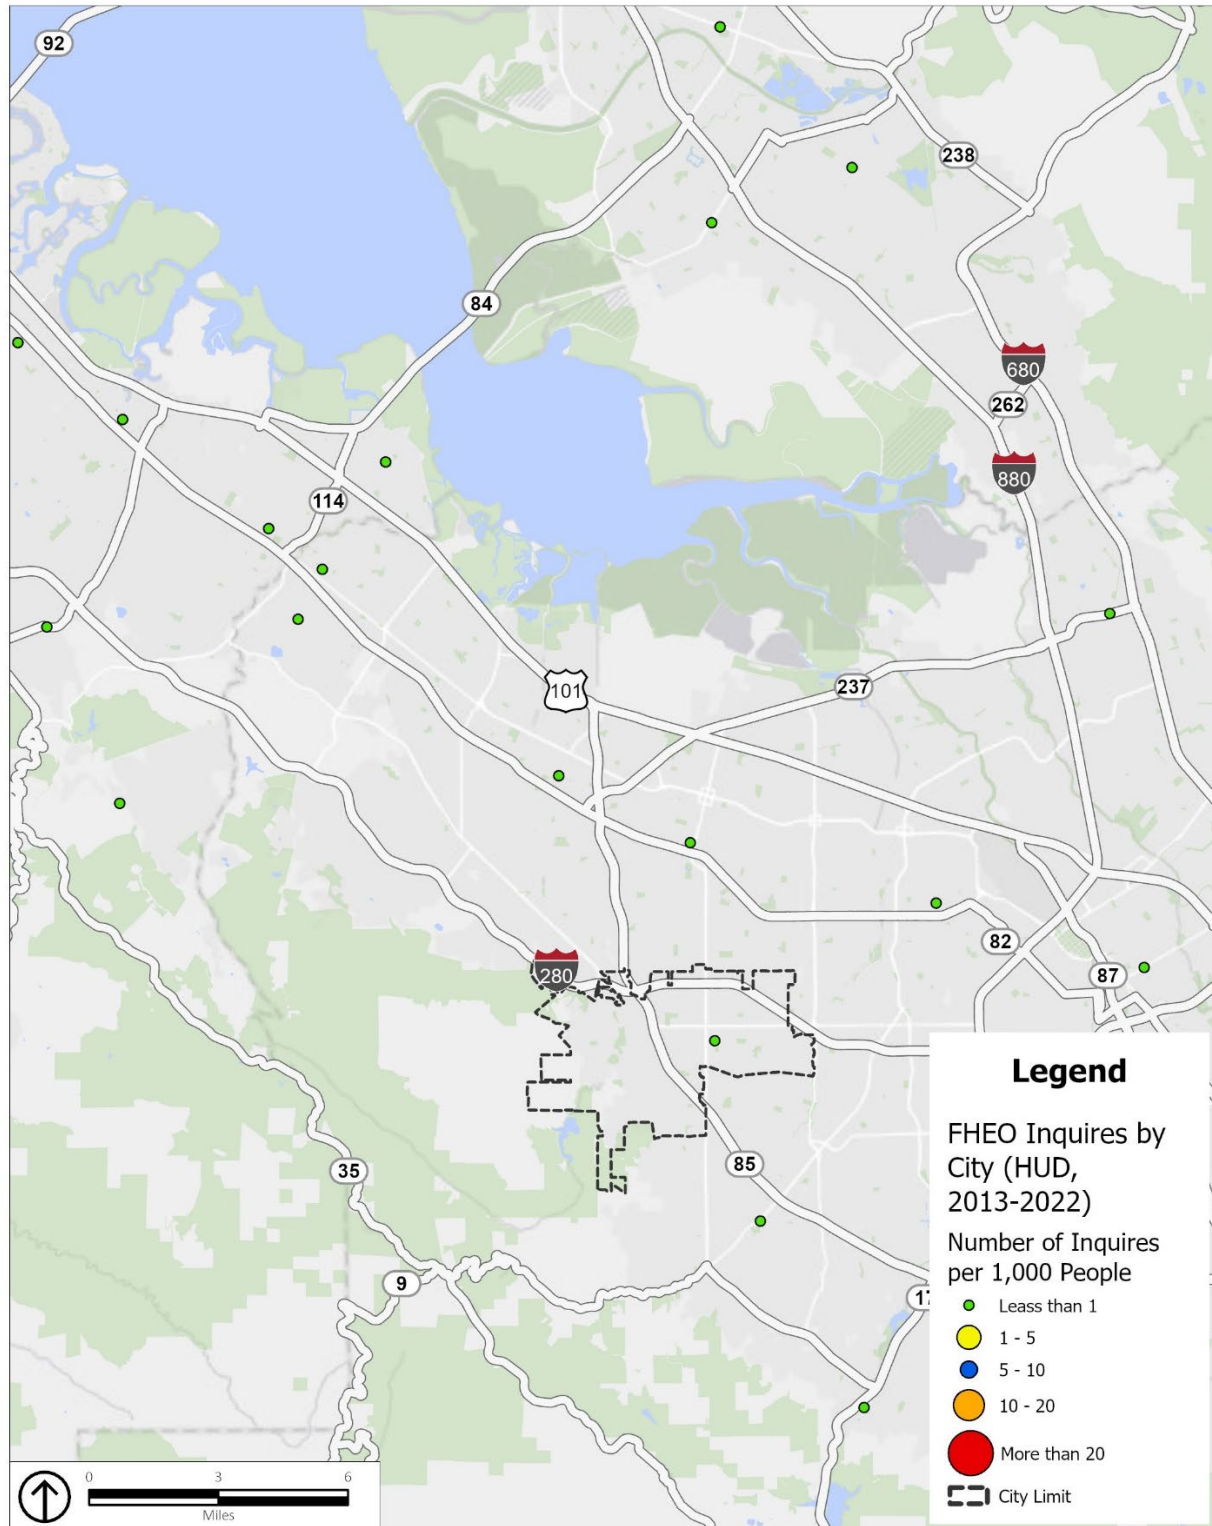 92
238
84
680
262
880
114
101
237
82
280
87
85
35
9
17
Legend
FHEO Inquires by
City (HUD,
2013-2022)
Number of Inquires
per 1,000 People
Leass than 1
1 - 5
5 - 10
10 - 20
More than 20
City Limit
0 3 6
Miles